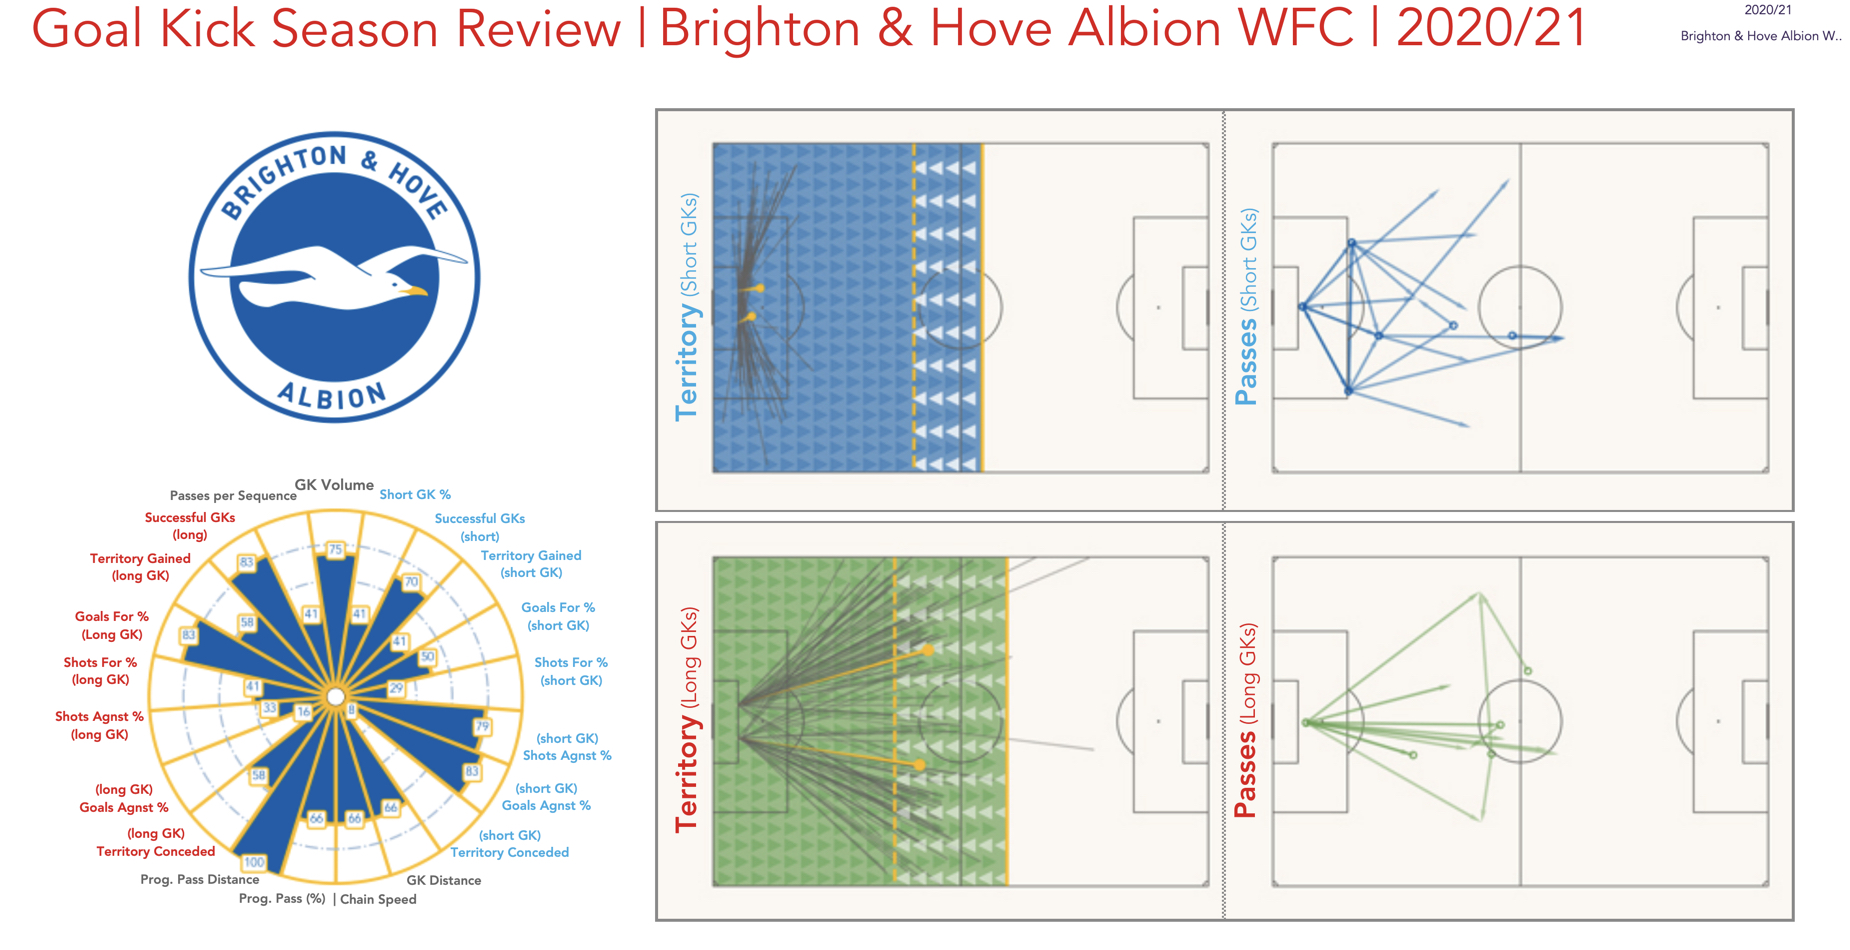 Goal Kick Season Review | Brighton & Hove Albion WFC | 2020/21
2020/21
Brighton & Hove Albion W..
BRIGHTON & HOVE
ALBION
GK Volume
Passes per Sequence
Short GK %
Successful GKs
(long)
Successful GKs
(short)
Territory Gained
(long GK)
Territory Gained
(short GK)
Goals For %
(Long GK)
Goals For %
(short GK)
Shots For %
(long GK)
Shots For %
(short GK)
Shots Agnst %
(long GK)
(short GK)
Shots Agnst %
(long GK)
Goals Agnst %
(short GK)
Goals Agnst %
(long GK)
Territory Conceded
(short GK)
Territory Conceded
Prog. Pass Distance
GK Distance
Prog. Pass (%) | Chain Speed
75
41
70
41
50
29
79
83
8
66
66
66
100
58
16
33
41
83
58
83
41
Territory (Short GKs)
Passes (Short GKs)
Territory (Long GKs)
Passes (Long GKs)